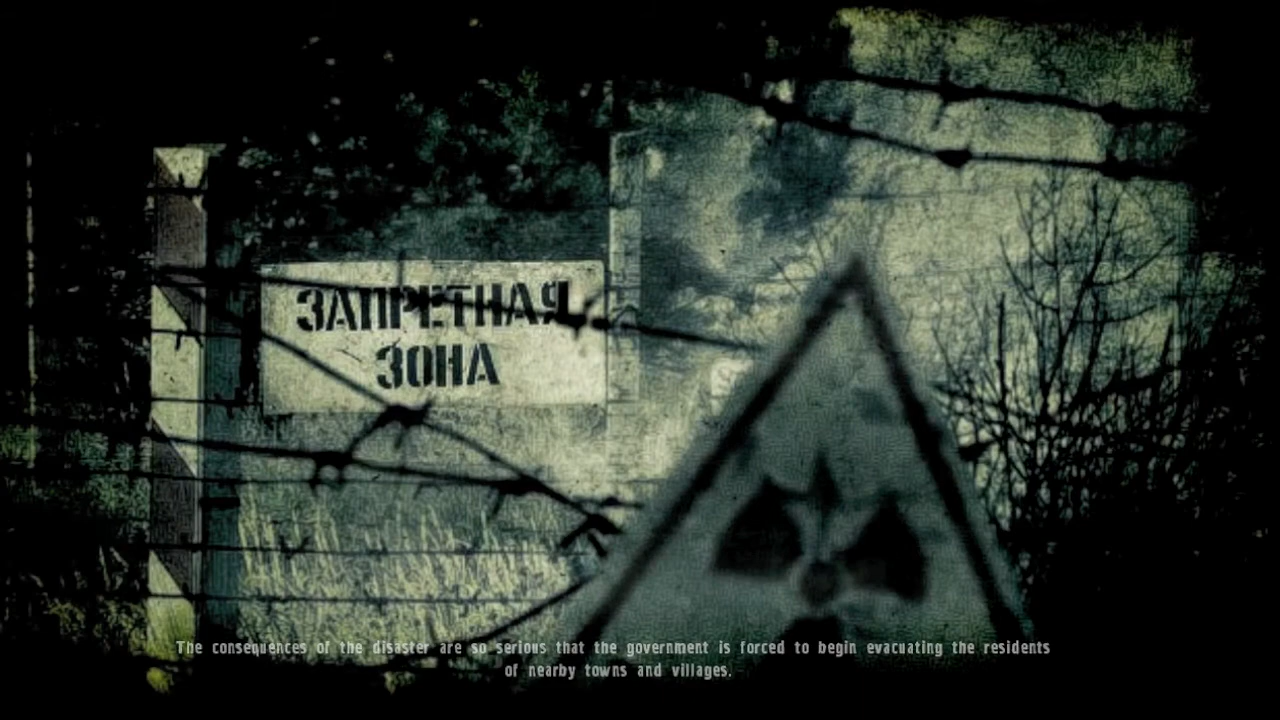 ЗАПРЕТНАЯ
ЗОНА
The consequences of the disaster are so serious that the government is forced to begin evacuating the residents
of nearby towns and villages.